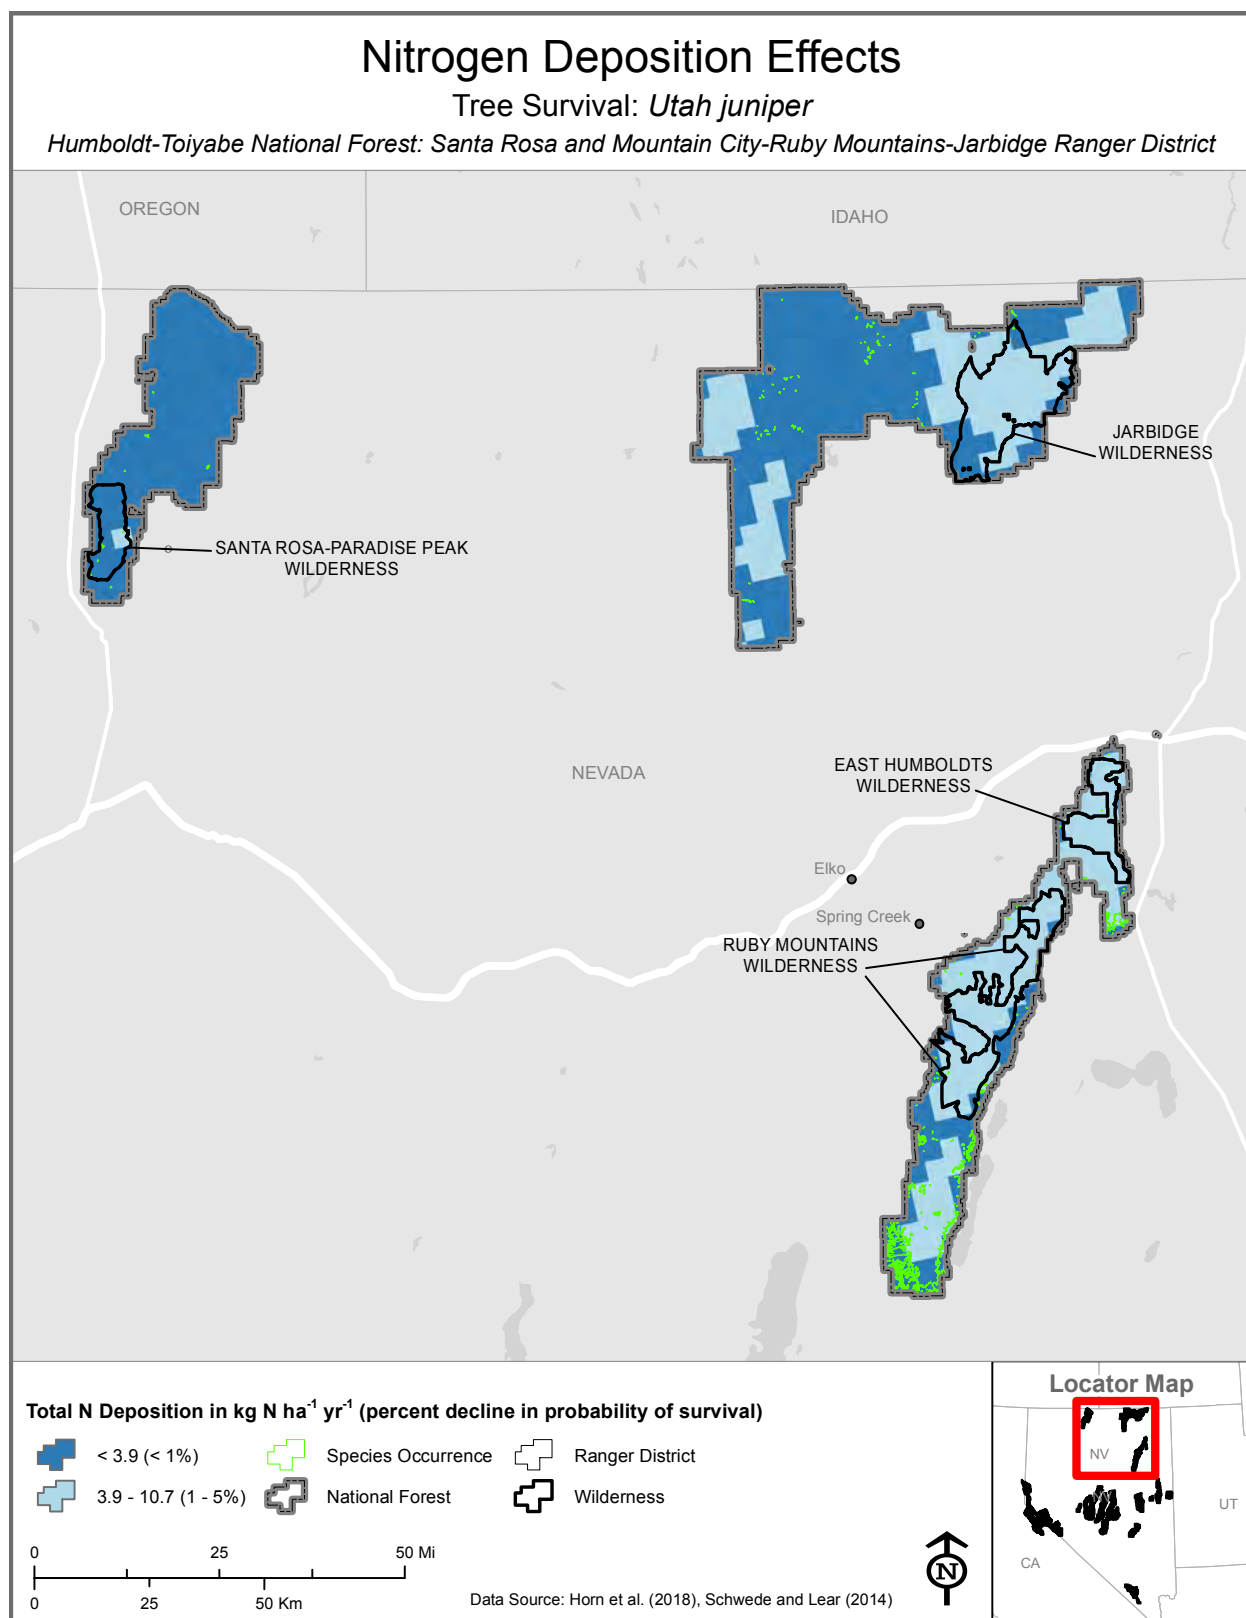 Nitrogen Deposition Effects
Tree Survival: Utah juniper
Humboldt-Toiyabe National Forest: Santa Rosa and Mountain City-Ruby Mountains-Jarbidge Ranger District
OREGON
IDAHO
JARBIDGE
WILDERNESS
SANTA ROSA-PARADISE PEAK
WILDERNESS
NEVADA
EAST HUMBOLDTS
WILDERNESS
Elko
Spring Creek
RUBY MOUNTAINS
WILDERNESS
Total N Deposition in kg N ha⁻¹ yr⁻¹ (percent decline in probability of survival)
< 3.9 (< 1%)
Species Occurrence
Ranger District
3.9 - 10.7 (1 - 5%)
National Forest
Wilderness
0 25 50 Mi
0 25 50 Km
N
Data Source: Horn et al. (2018), Schwede and Lear (2014)
Locator Map
NV
NV
UT
CA